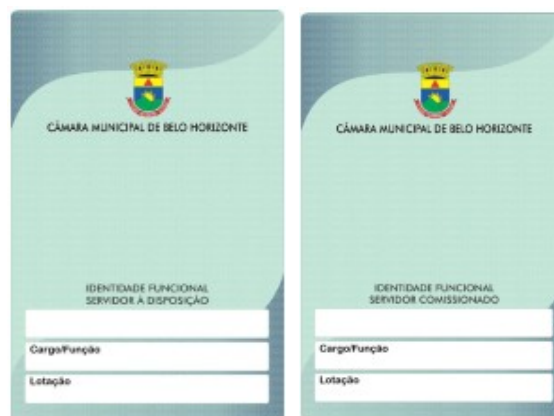 CÂMARA MUNICIPAL DE BELO HORIZONTE
IDENTIDADE FUNCIONAL
SERVIDOR À DISPOSIÇÃO
Cargo/Função
Lotação
CÂMARA MUNICIPAL DE BELO HORIZONTE
IDENTIDADE FUNCIONAL
SERVIDOR COMISSIONADO
Cargo/Função
Lotação